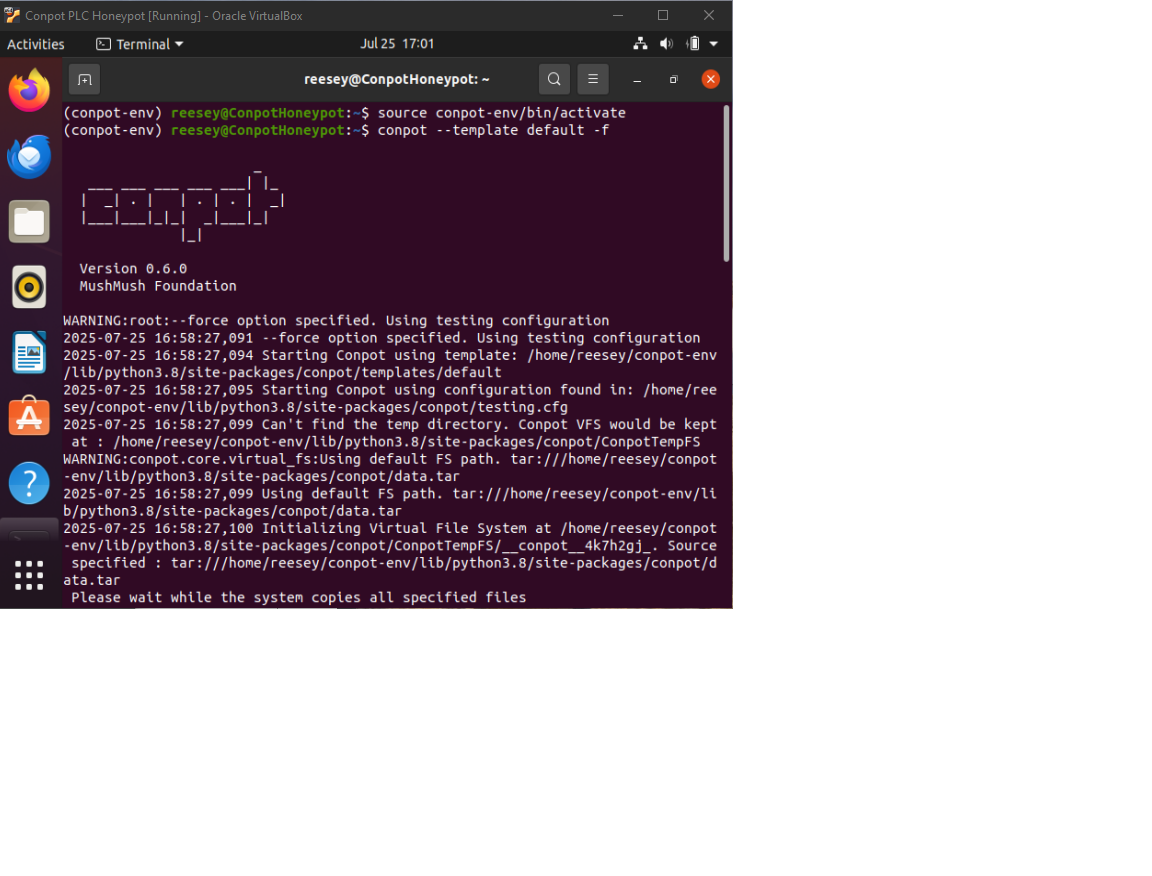 Conpot PLC Honeypot [Running] - Oracle VirtualBox
Activities Terminal Jul 25 17:01
reesey@ConpotHoneypot: ~
(conpot-env) reesey@ConpotHoneypot:~$ source conpot-env/bin/activate
(conpot-env) reesey@ConpotHoneypot:~$ conpot --template default -f
conpot
Version 0.6.0
MushMush Foundation
WARNING:root:--force option specified. Using testing configuration
2025-07-25 16:58:27,091 --force option specified. Using testing configuration
2025-07-25 16:58:27,094 Starting Conpot using template: /home/reesey/conpot-env
/lib/python3.8/site-packages/conpot/templates/default
2025-07-25 16:58:27,095 Starting Conpot using configuration found in: /home/ree
sey/conpot-env/lib/python3.8/site-packages/conpot/testing.cfg
2025-07-25 16:58:27,099 Can't find the temp directory. Conpot VFS would be kept
at : /home/reesey/conpot-env/lib/python3.8/site-packages/conpot/ConpotTempFS
WARNING:conpot.core.virtual_fs:Using default FS path. tar:///home/reesey/conpot
-env/lib/python3.8/site-packages/conpot/data.tar
2025-07-25 16:58:27,099 Using default FS path. tar:///home/reesey/conpot-env/li
b/python3.8/site-packages/conpot/data.tar
2025-07-25 16:58:27,100 Initializing Virtual File System at /home/reesey/conpot
-env/lib/python3.8/site-packages/conpot/ConpotTempFS/__conpot__4k7h2gj_. Source
specified : tar:///home/reesey/conpot-env/lib/python3.8/site-packages/conpot/d
ata.tar
Please wait while the system copies all specified files